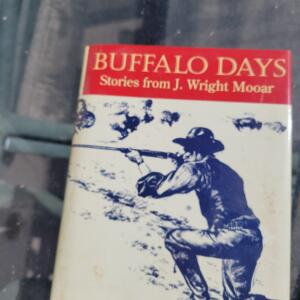 BUFFALO DAYS
Stories from J. Wright Mooar